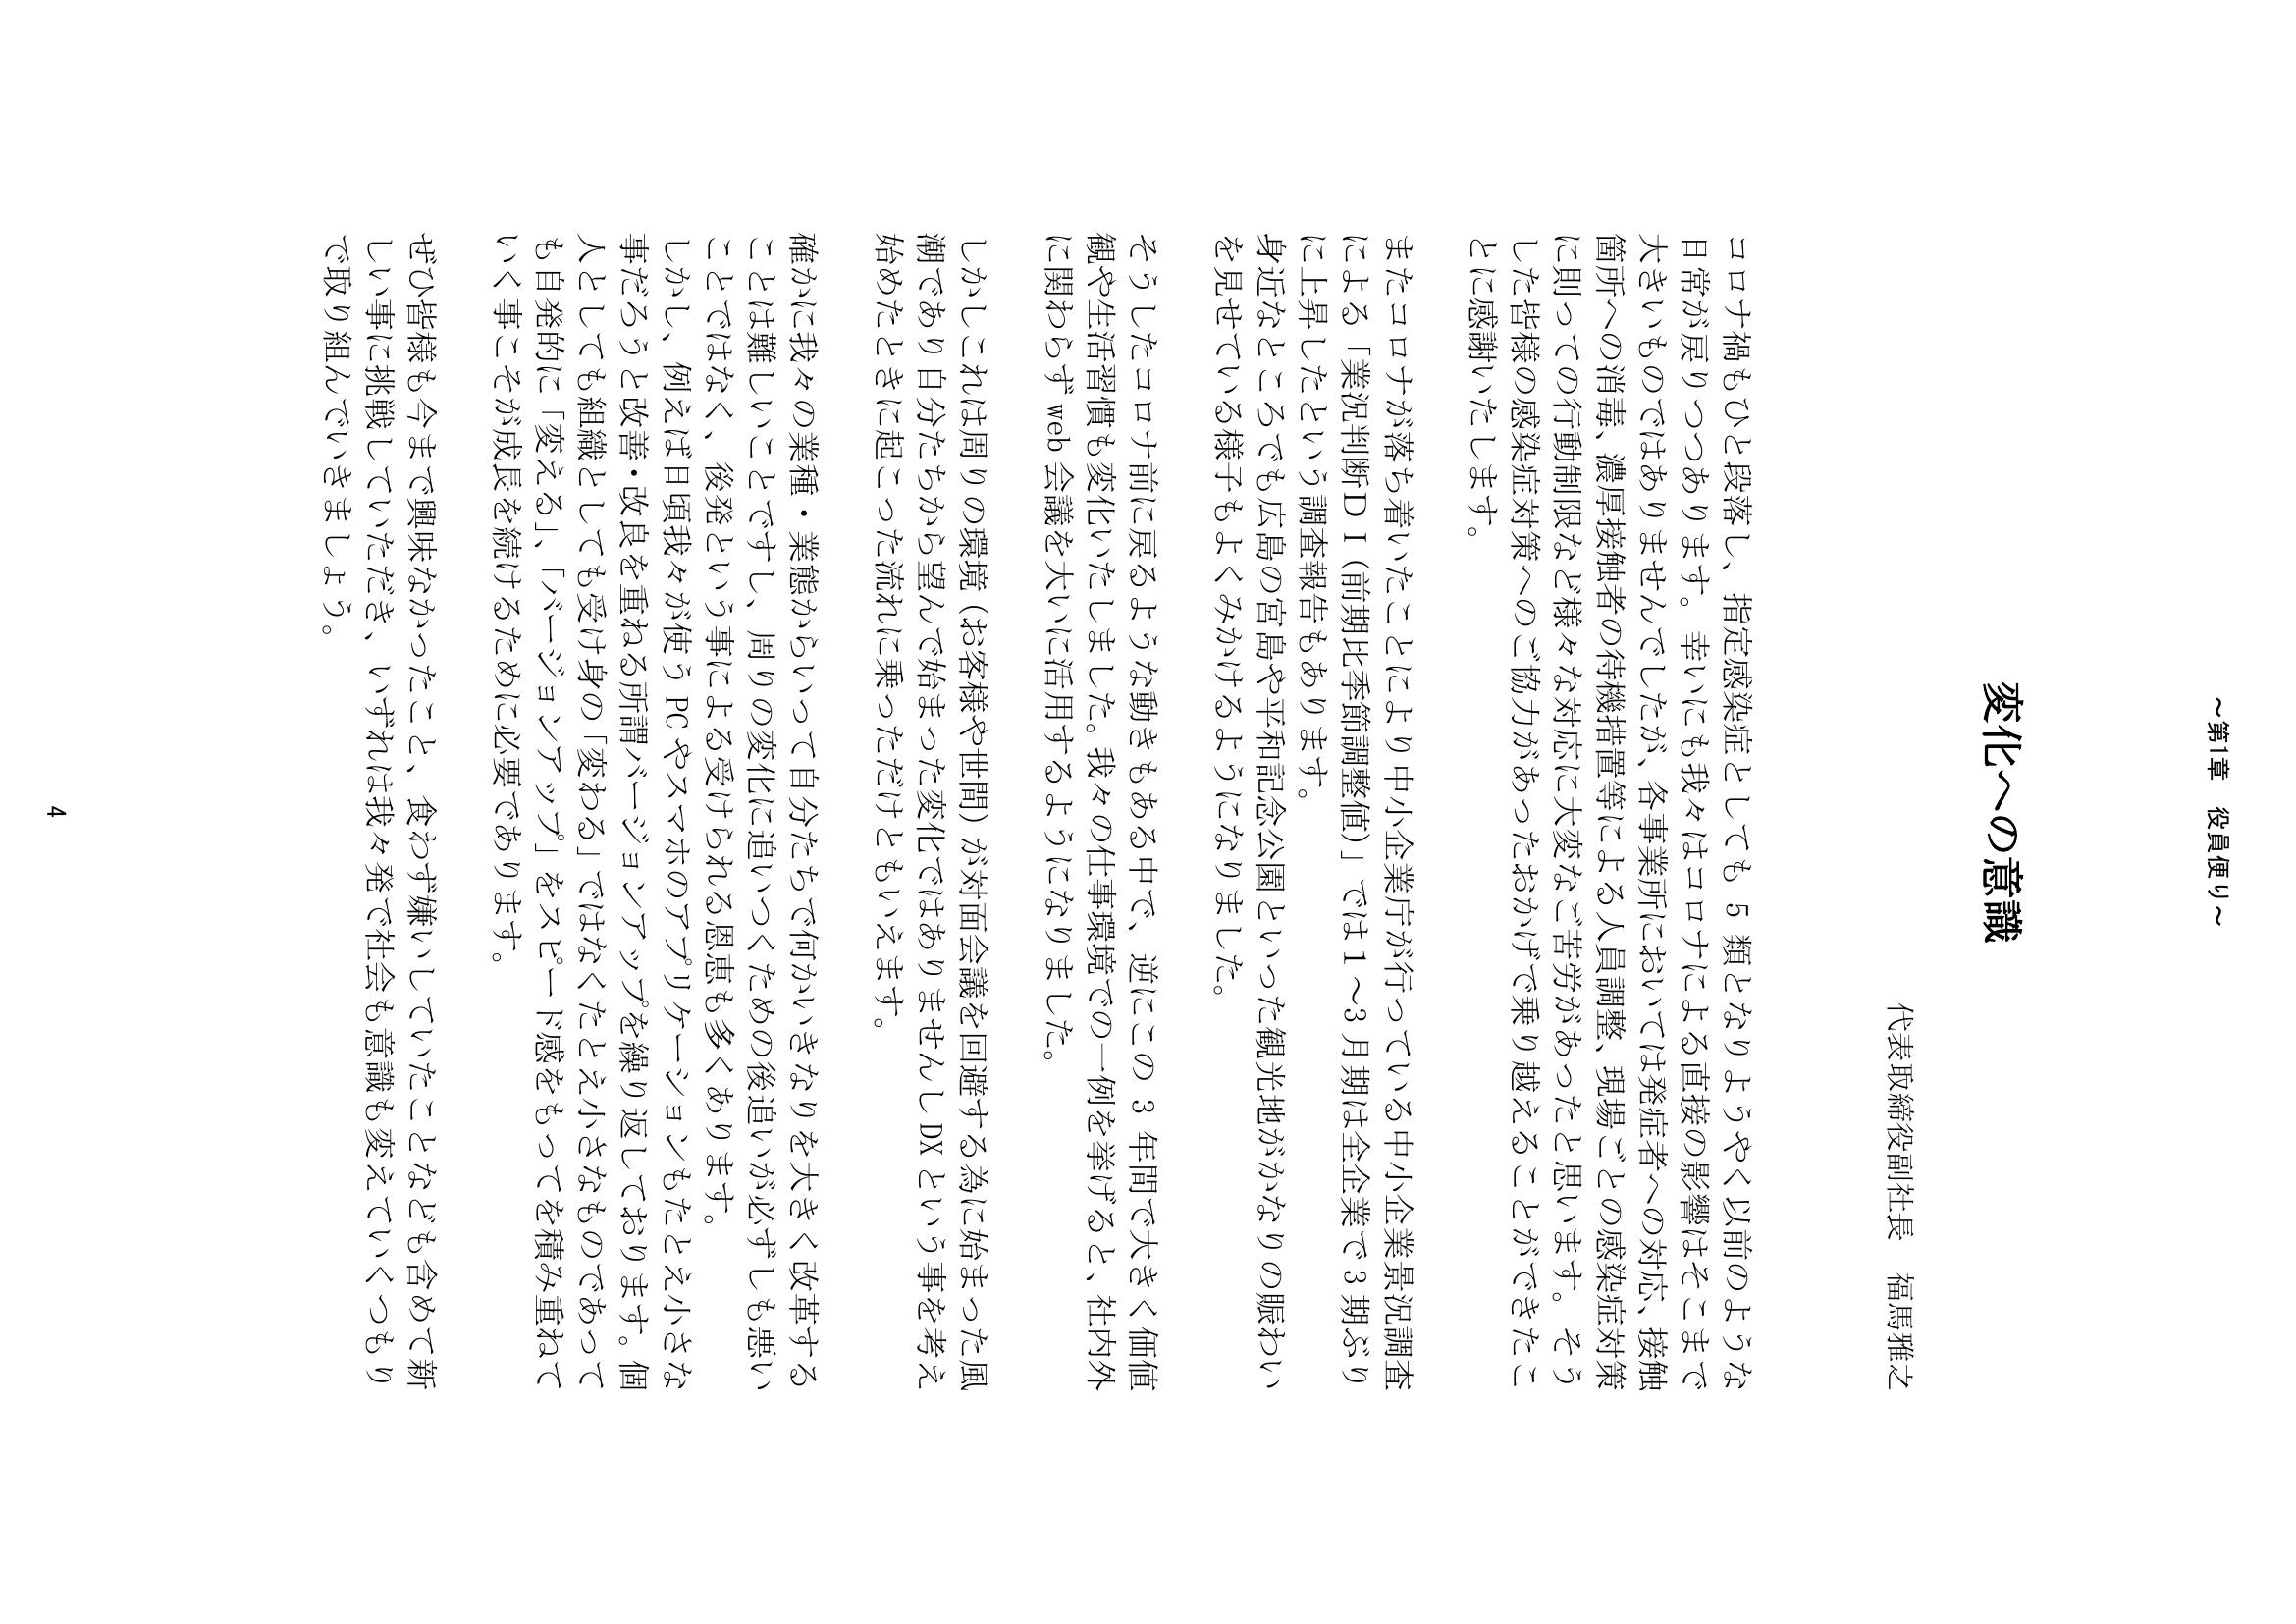 ～第1章　役員便り～
変化への意識
代表取締役副社長　福馬雅之
コロナ禍もひと段落し、指定感染症としても 5 類となりようやく以前のような
日常が戻りつつあります。幸いにも我々はコロナによる直接の影響はそこまで
大きいものではありませんでしたが、各事業所においては発症者への対応、接触
箇所への消毒、濃厚接触者の待機措置等による人員調整、現場ごとの感染症対策
に則っての行動制限など様々な対応に大変なご苦労があったと思います。そう
した皆様の感染症対策へのご協力があったおかげで乗り越えることができたこ
とに感謝いたします。
またコロナが落ち着いたことにより中小企業庁が行っている中小企業景況調査
による「業況判断ＤＩ（前期比季節調整値）」では１～3 月期は全企業で３期ぶり
に上昇したという調査報告もあります。
身近なところでも広島の宮島や平和記念公園といった観光地がかなりの賑わい
を見せている様子もよくみかけるようになりました。
そうしたコロナ前に戻るような動きもある中で、逆にこの 3 年間で大きく価値
観や生活習慣も変化いたしました。我々の仕事環境での一例を挙げると、社内外
に関わらず web 会議を大いに活用するようになりました。
しかしこれは周りの環境（お客様や世間）が対面会議を回避する為に始まった風
潮であり自分たちから望んで始まった変化ではありませんし DX という事を考え
始めたときに起こった流れに乗っただけともいえます。
確かに我々の業種・業態からいって自分たちで何かいきなりを大きく改革する
ことは難しいことですし、周りの変化に追いつくための後追いが必ずしも悪い
ことではなく、後発という事による受けられる恩恵も多くあります。
しかし、例えば日頃我々が使う PC やスマホのアプリケーションもたとえ小さな
事だろうと改善・改良を重ねる所謂バージョンアップを繰り返しております。個
人としても組織としても受け身の「変わる」ではなくたとえ小さなものであって
も自発的に「変える」、「バージョンアップ」をスピード感をもってを積み重ねて
いく事こそが成長を続けるために必要であります。
ぜひ皆様も今まで興味なかったこと、食わず嫌いしていたことなども含めて新
しい事に挑戦していただき、いずれは我々発で社会も意識も変えていくつもり
で取り組んでいきましょう。
4